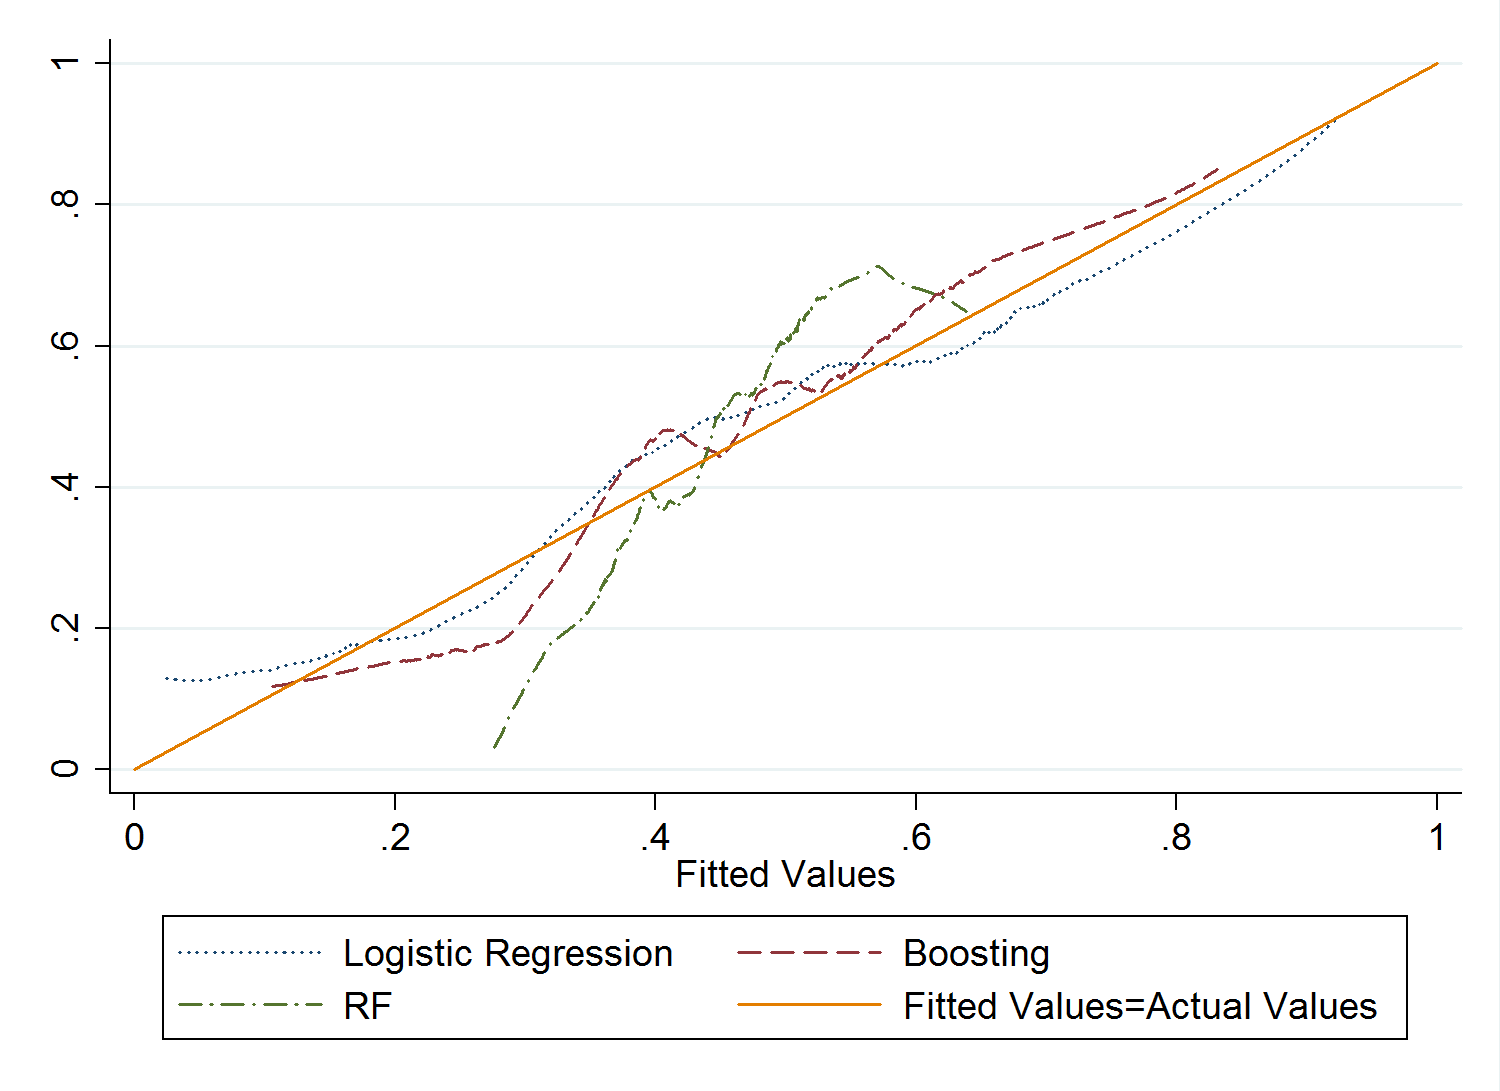 1
.8
.6
.4
.2
0
0 .2 .4 .6 .8 1
Fitted Values
Logistic Regression Boosting
RF Fitted Values=Actual Values